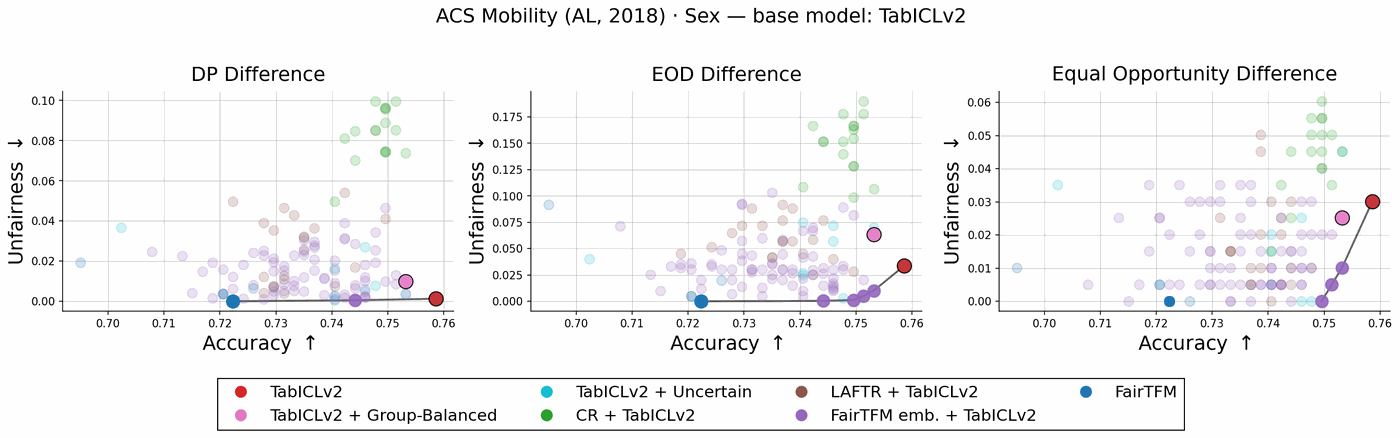 ACS Mobility (AL, 2018) · Sex — base model: TabICLv2
DP Difference
EOD Difference
Equal Opportunity Difference
Unfairness ↓
0.10
0.08
0.06
0.04
0.02
0.00
0.70 0.71 0.72 0.73 0.74 0.75 0.76
Accuracy ↑
Unfairness ↓
0.175
0.150
0.125
0.100
0.075
0.050
0.025
0.000
0.70 0.71 0.72 0.73 0.74 0.75 0.76
Accuracy ↑
Unfairness ↓
0.06
0.05
0.04
0.03
0.02
0.01
0.00
0.70 0.71 0.72 0.73 0.74 0.75 0.76
Accuracy ↑
TabICLv2
TabICLv2 + Group-Balanced
TabICLv2 + Uncertain
CR + TabICLv2
LAFTR + TabICLv2
FairTFM emb. + TabICLv2
FairTFM